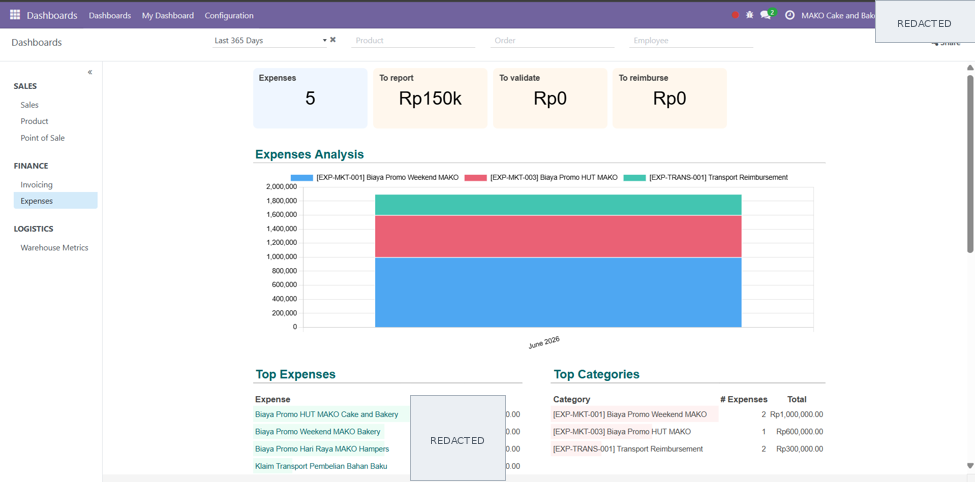 Dashboards Dashboards My Dashboard Configuration 2 MAKO Cake and
REDACTED
Dashboards Last 365 Days Product Order Employee Share
SALES
Sales
Product
Point of Sale
FINANCE
Invoicing
Expenses
LOGISTICS
Warehouse Metrics
Expenses To report To validate To reimburse
5 Rp150k Rp0 Rp0
Expenses Analysis
[EXP-MKT-001] Biaya Promo Weekend MAKO [EXP-MKT-003] Biaya Promo HUT MAKO [EXP-TRANS-001] Transport Reimbursement
2,000,000
1,800,000
1,600,000
1,400,000
1,200,000
1,000,000
800,000
600,000
400,000
200,000
0
June 2026
Top Expenses
Expense
Biaya Promo HUT MAKO Cake and Bakery 0.00
Biaya Promo Weekend MAKO Bakery 0.00
Biaya Promo Hari Raya MAKO Hampers 0.00
Klaim Transport Pembelian Bahan Baku 0.00
REDACTED
Top Categories
Category # Expenses Total
[EXP-MKT-001] Biaya Promo Weekend MAKO 2 Rp1,000,000.00
[EXP-MKT-003] Biaya Promo HUT MAKO 1 Rp600,000.00
[EXP-TRANS-001] Transport Reimbursement 2 Rp300,000.00